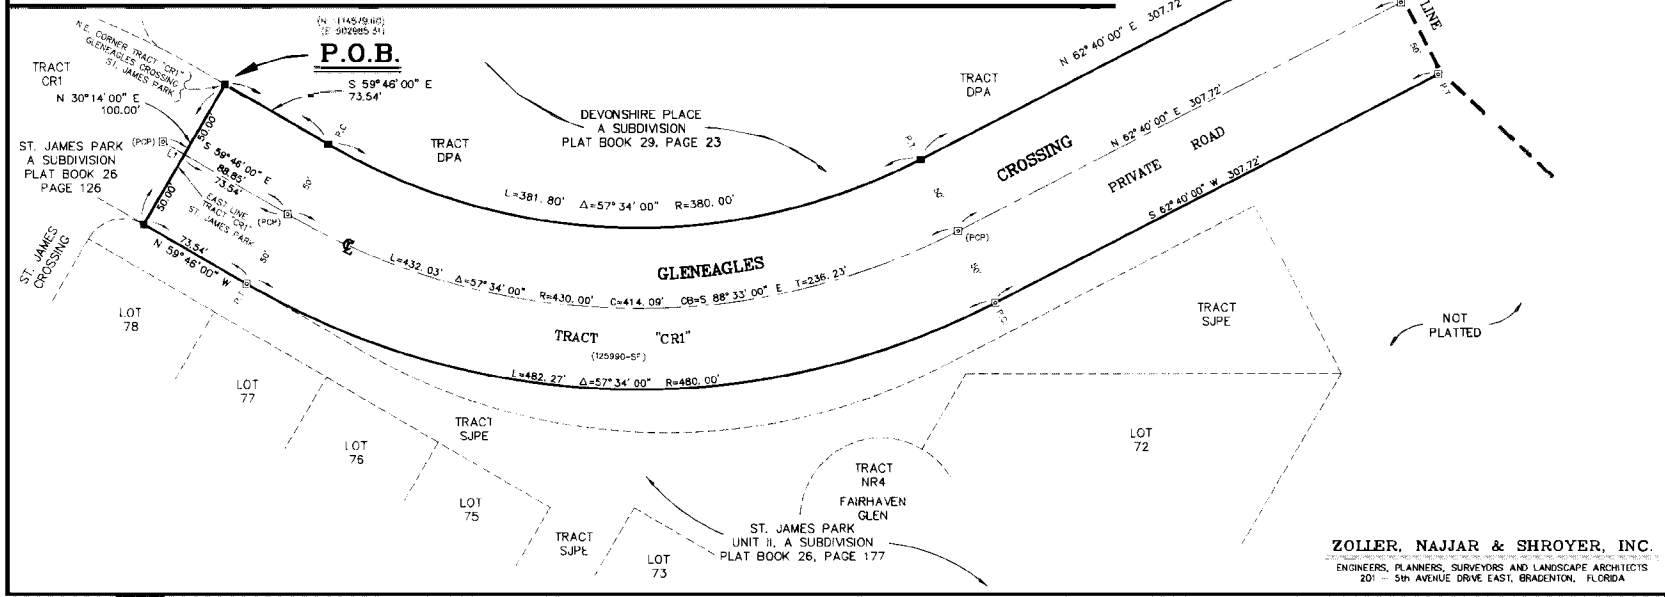 P.O.B.
N.E. CORNER TRACT "CR1"
GLENEAGLES CROSSING
ST. JAMES PARK
TRACT
CR1
N 30°14'00" E
100.00'
S 59°46'00" E
73.54'
ST. JAMES PARK
A SUBDIVISION
PLAT BOOK 26
PAGE 126
(PCP)
L1
50.00'
50.00'
S 59°46'00" E
88.85'
73.54'
EAST LINE
TRACT "CR1"
ST. JAMES PARK
(PCP)
P.C.
50'
50'
73.54'
N 59°46'00" W
P.T.
ST. JAMES
CROSSING
TRACT
DPA
DEVONSHIRE PLACE
A SUBDIVISION
PLAT BOOK 29, PAGE 23
L=381.80' Δ=57°34'00" R=380.00'
℄
L=432.03' Δ=57°34'00" R=430.00' C=414.09' CB=S 88°33'00" E T=236.23'
GLENEAGLES
TRACT "CR1"
(125990-SF)
L=482.27' Δ=57°34'00" R=480.00'
TRACT
DPA
N 62°40'00" E 307.72'
LINE
50'
P.T.
P.T.
50'
CROSSING
N 62°40'00" E 307.72'
PRIVATE ROAD
S 62°40'00" W 307.72'
(PCP)
50'
P.C.
TRACT
SJPE
NOT
PLATTED
LOT
78
LOT
77
LOT
76
LOT
75
TRACT
SJPE
TRACT
SJPE
LOT
73
LOT
72
TRACT
NR4
FAIRHAVEN
GLEN
ST. JAMES PARK
UNIT II, A SUBDIVISION
PLAT BOOK 26, PAGE 177
ZOLLER, NAJJAR & SHROYER, INC.
ENGINEERS, PLANNERS, SURVEYORS AND LANDSCAPE ARCHITECTS
201 - 5th AVENUE DRIVE EAST, BRADENTON, FLORIDA